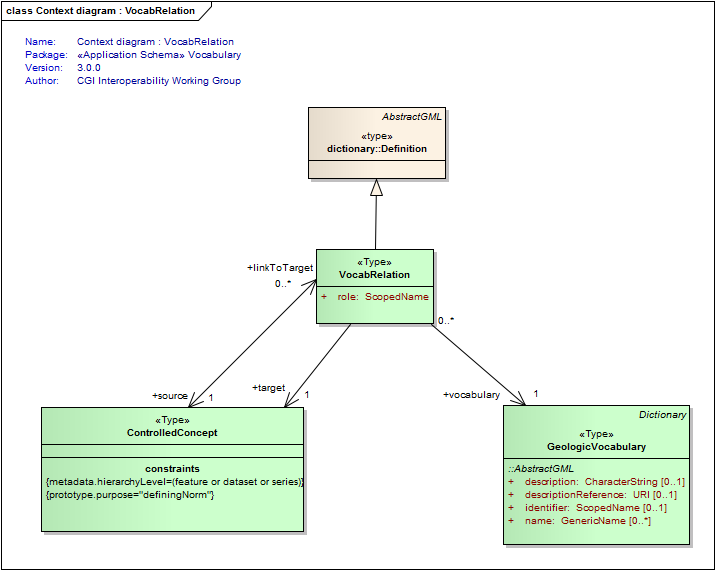 class Context diagram : VocabRelation
Name: Context diagram : VocabRelation
Package: «Application Schema» Vocabulary
Version: 3.0.0
Author: CGI Interoperability Working Group
AbstractGML
«type»
dictionary::Definition
+linkToTarget
0..*
«Type»
VocabRelation
+ role: ScopedName
0..*
+source
1
+target
1
+vocabulary
1
«Type»
ControlledConcept
constraints
{metadata.hierarchyLevel=(feature or dataset or series)}
{prototype.purpose="definingNorm"}
Dictionary
«Type»
GeologicVocabulary
::AbstractGML
+ description: CharacterString [0..1]
+ descriptionReference: URI [0..1]
+ identifier: ScopedName [0..1]
+ name: GenericName [0..*]